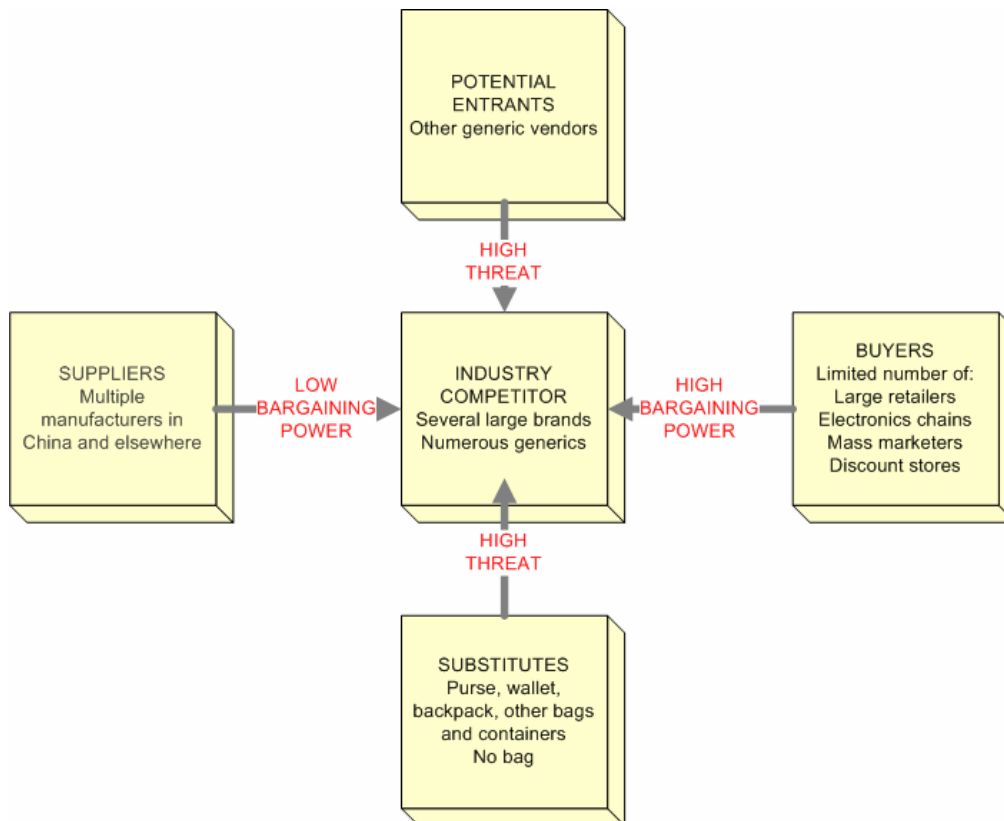 POTENTIAL
ENTRANTS
Other generic vendors
HIGH
THREAT
SUPPLIERS
Multiple
manufacturers in
China and elsewhere
LOW
BARGAINING
POWER
INDUSTRY
COMPETITOR
Several large brands
Numerous generics
HIGH
BARGAINING
POWER
BUYERS
Limited number of:
Large retailers
Electronics chains
Mass marketers
Discount stores
HIGH
THREAT
SUBSTITUTES
Purse, wallet,
backpack, other bags
and containers
No bag